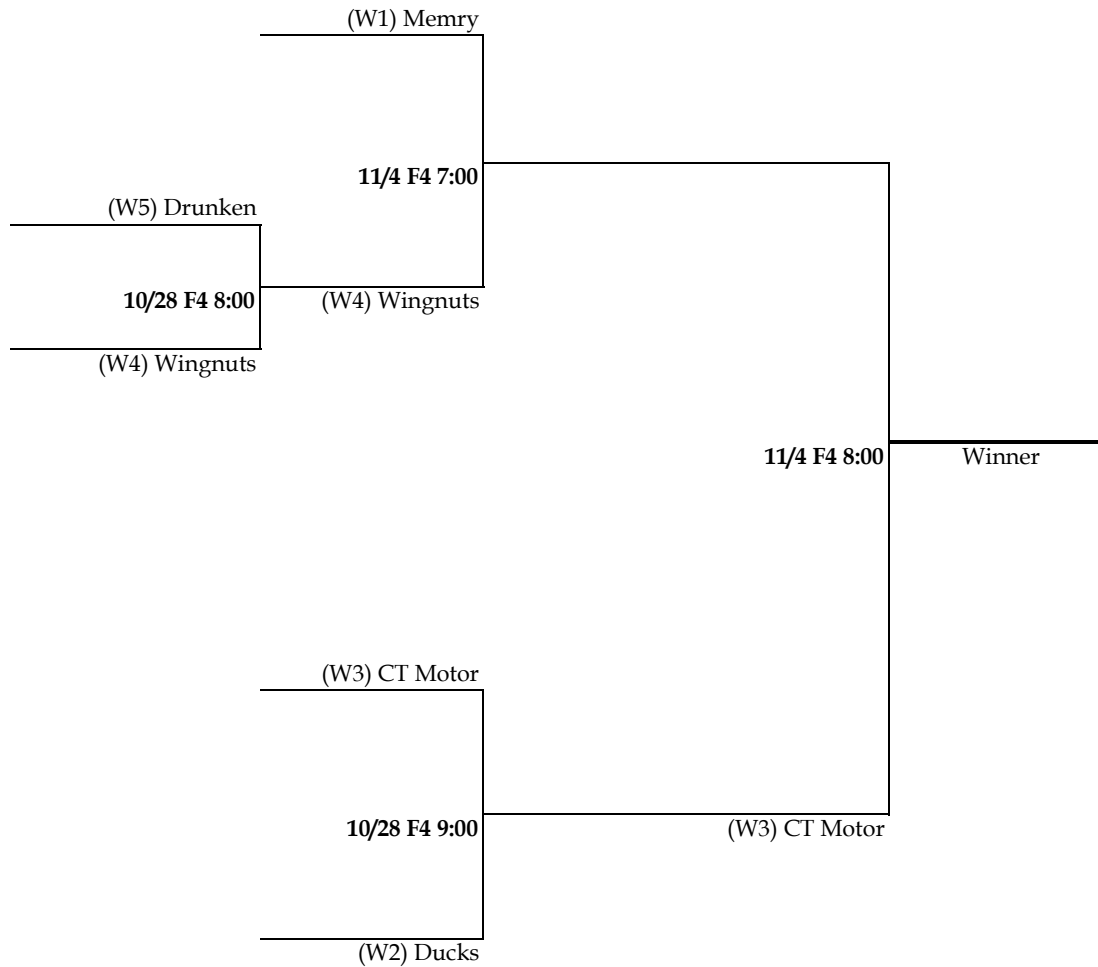 (W1) Memry
11/4 F4 7:00
(W5) Drunken
10/28 F4 8:00
(W4) Wingnuts
(W4) Wingnuts
11/4 F4 8:00
Winner
(W3) CT Motor
10/28 F4 9:00
(W3) CT Motor
(W2) Ducks